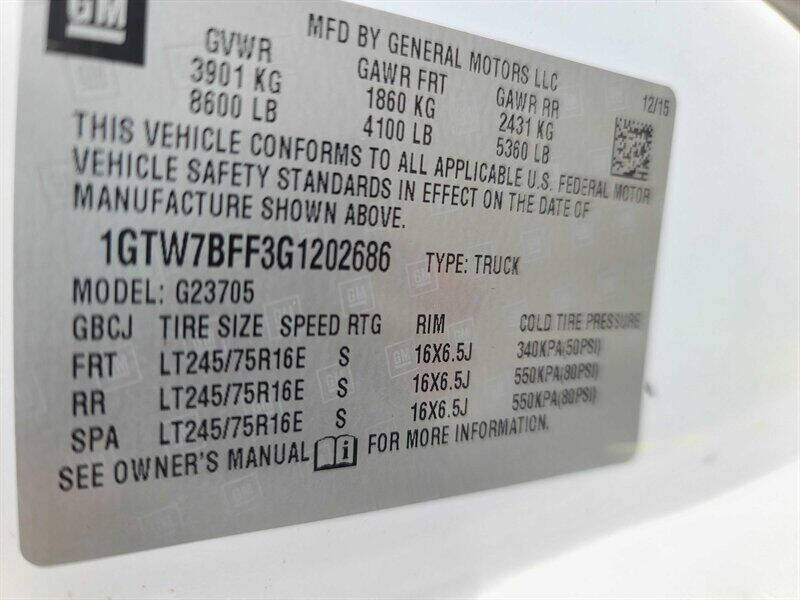 GM
MFD BY GENERAL MOTORS LLC
GVWR GAWR FRT GAWR RR 12/15
3901 KG 1860 KG 2431 KG
8600 LB 4100 LB 5360 LB
THIS VEHICLE CONFORMS TO ALL APPLICABLE U.S. FEDERAL MOTOR
VEHICLE SAFETY STANDARDS IN EFFECT ON THE DATE OF
MANUFACTURE SHOWN ABOVE.
1GTW7BFF3G1202686 TYPE: TRUCK
MODEL: G23705
GBCJ TIRE SIZE SPEED RTG RIM COLD TIRE PRESSURE
FRT LT245/75R16E S 16X6.5J 340KPA(50PSI)
RR LT245/75R16E S 16X6.5J 550KPA(80PSI)
SPA LT245/75R16E S 16X6.5J 550KPA(80PSI)
SEE OWNER'S MANUAL i FOR MORE INFORMATION.